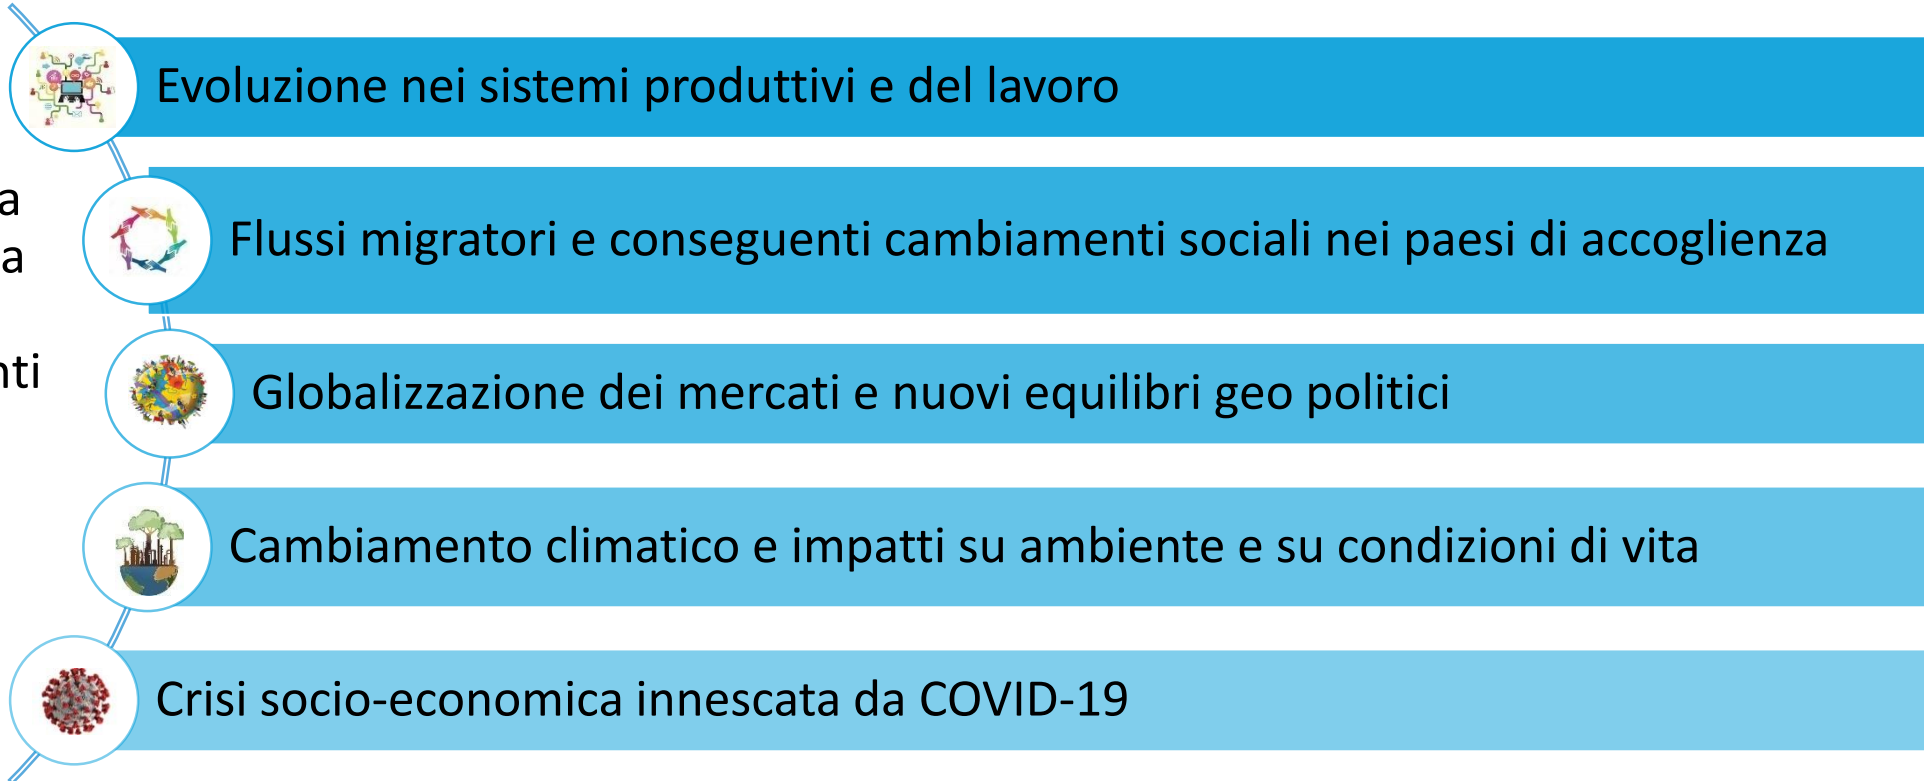 Evoluzione nei sistemi produttivi e del lavoro
Flussi migratori e conseguenti cambiamenti sociali nei paesi di accoglienza
Globalizzazione dei mercati e nuovi equilibri geo politici
Cambiamento climatico e impatti su ambiente e su condizioni di vita
Crisi socio-economica innescata da COVID-19